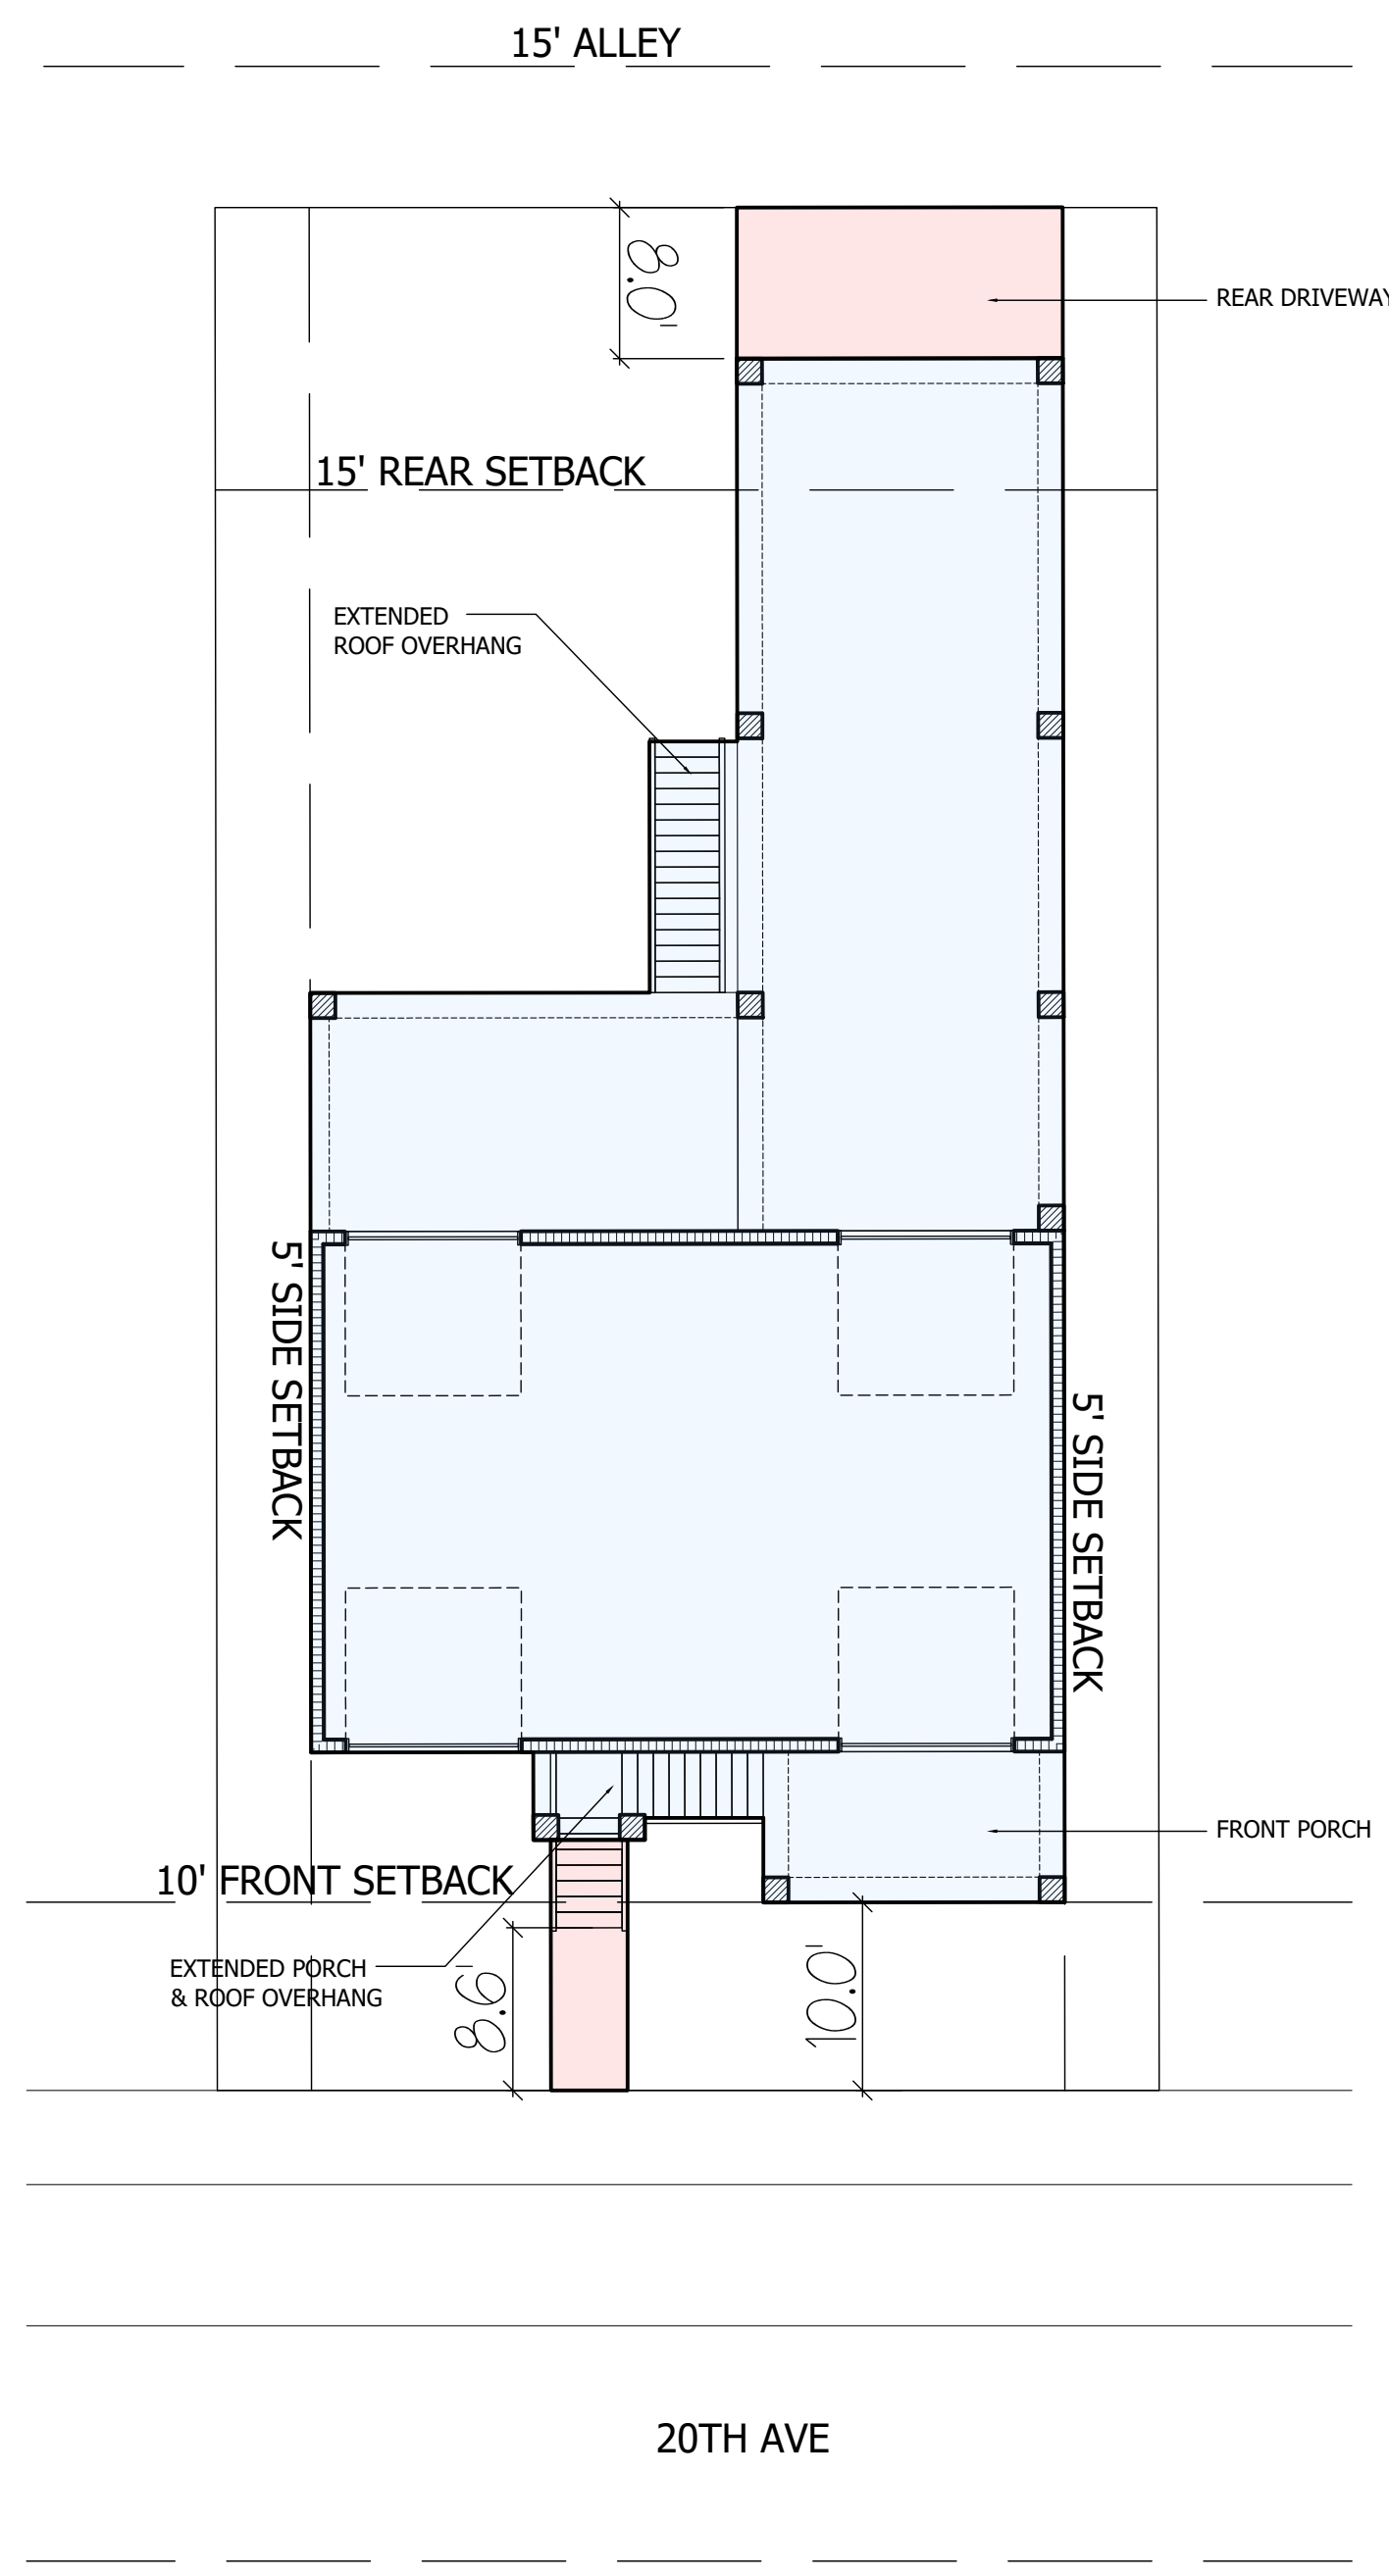 15' ALLEY
8.0'
REAR DRIVEWAY
15' REAR SETBACK
EXTENDED
ROOF OVERHANG
5' SIDE SETBACK
5' SIDE SETBACK
FRONT PORCH
10' FRONT SETBACK
EXTENDED PORCH
& ROOF OVERHANG
8.6'
10.0'
20TH AVE